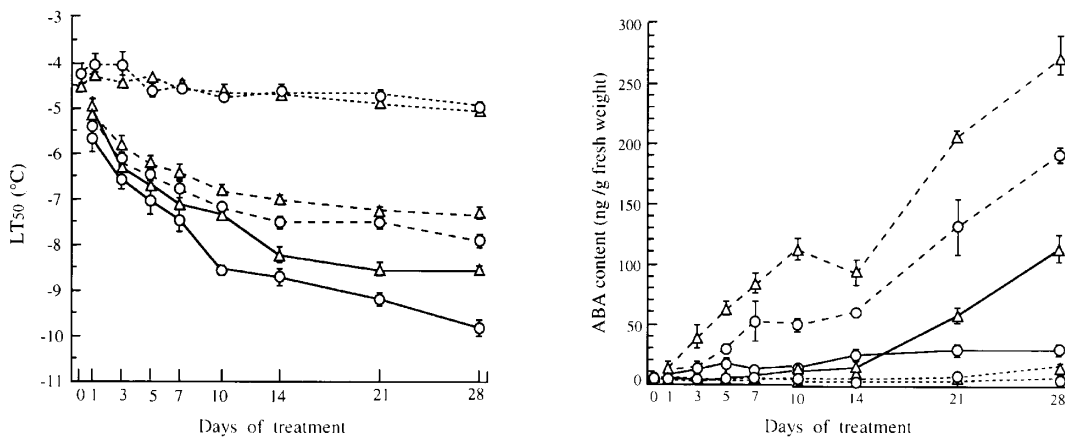 -3
-4
-5
-6
-7
-8
-9
-10
-11
LT50 (°C)
0 1 3 5 7 10 14 21 28
Days of treatment
300
250
200
150
100
50
0
ABA content (ng /g fresh weight)
0 1 3 5 7 10 14 21 28
Days of treatment